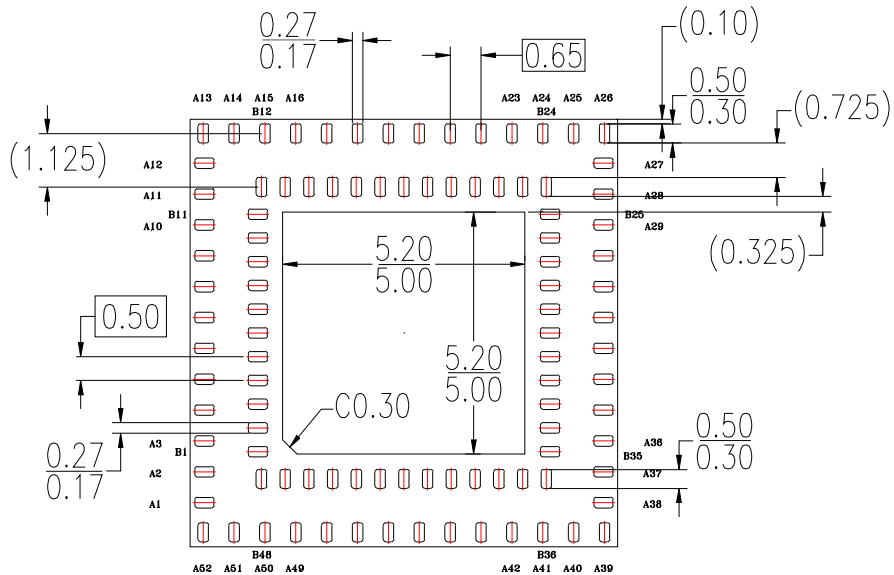 0.27
0.17
0.65
(0.10)
0.50
0.30
(0.725)
A13 A14 A15 A16 A23 A24 A25 A26
B12 B24
(1.125)
A12 A27
A11 A28
B11 B25
A10 A29
(0.325)
5.20
5.00
0.50
5.20
5.00
C0.30
A3 A36
B1 B35
A2 A37
A1 A38
0.27
0.17
0.50
0.30
B48 B36
A52 A51 A50 A49 A42 A41 A40 A39